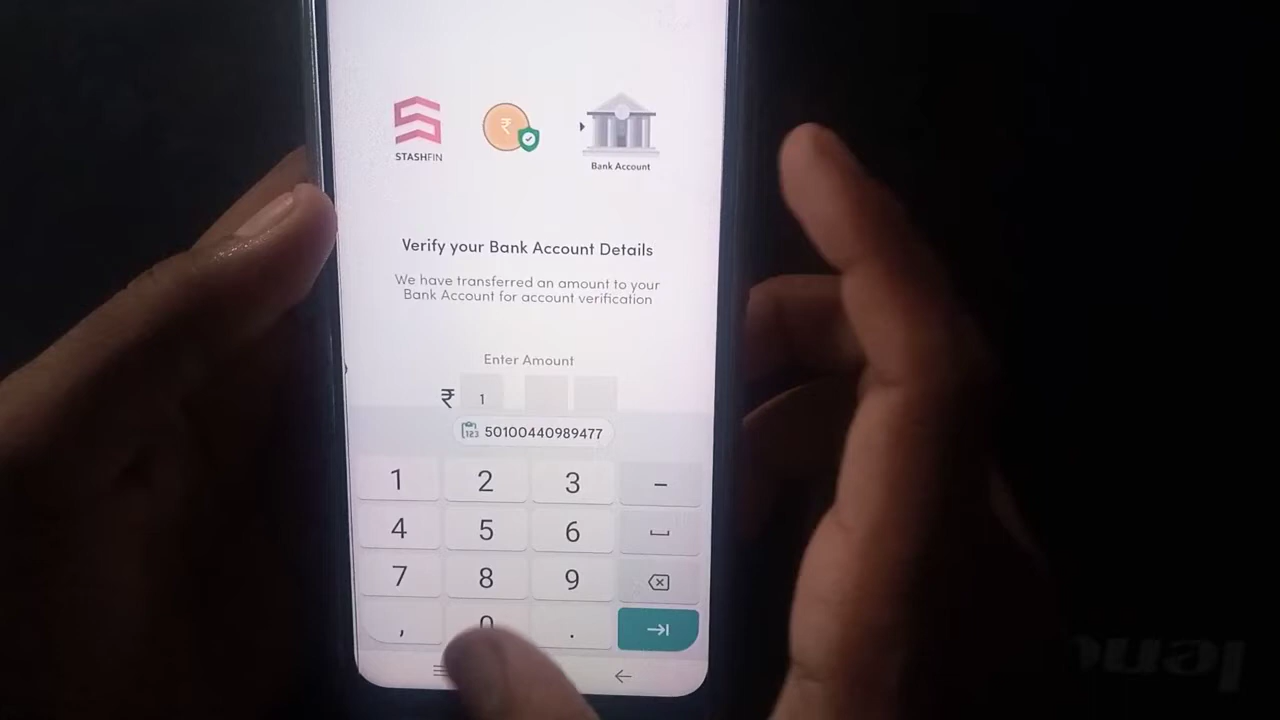 STASHFIN
₹
Bank Account
Verify your Bank Account Details
We have transferred an amount to your
Bank Account for account verification
Enter Amount
₹ 1
123 50100440989477
1 2 3 –
4 5 6
7 8 9
, 0 .